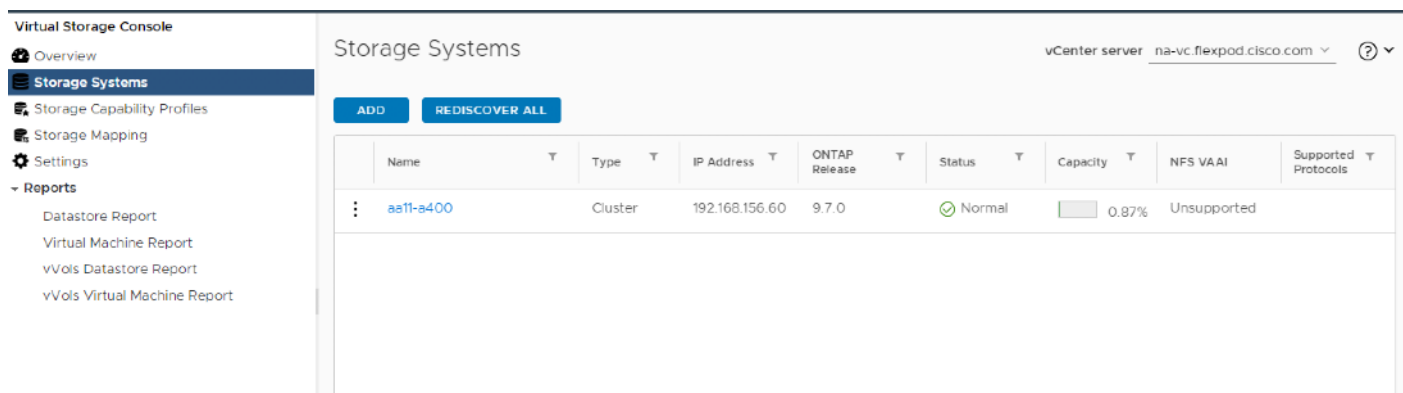 Virtual Storage Console
Overview
Storage Systems
Storage Capability Profiles
Storage Mapping
Settings
Reports
Datastore Report
Virtual Machine Report
vVols Datastore Report
vVols Virtual Machine Report
Storage Systems
vCenter server na-vc.flexpod.cisco.com
ADD REDISCOVER ALL
Name Type IP Address ONTAP Release Status Capacity NFS VAAI Supported Protocols
aa11-a400 Cluster 192.168.156.60 9.7.0 Normal 0.87% Unsupported